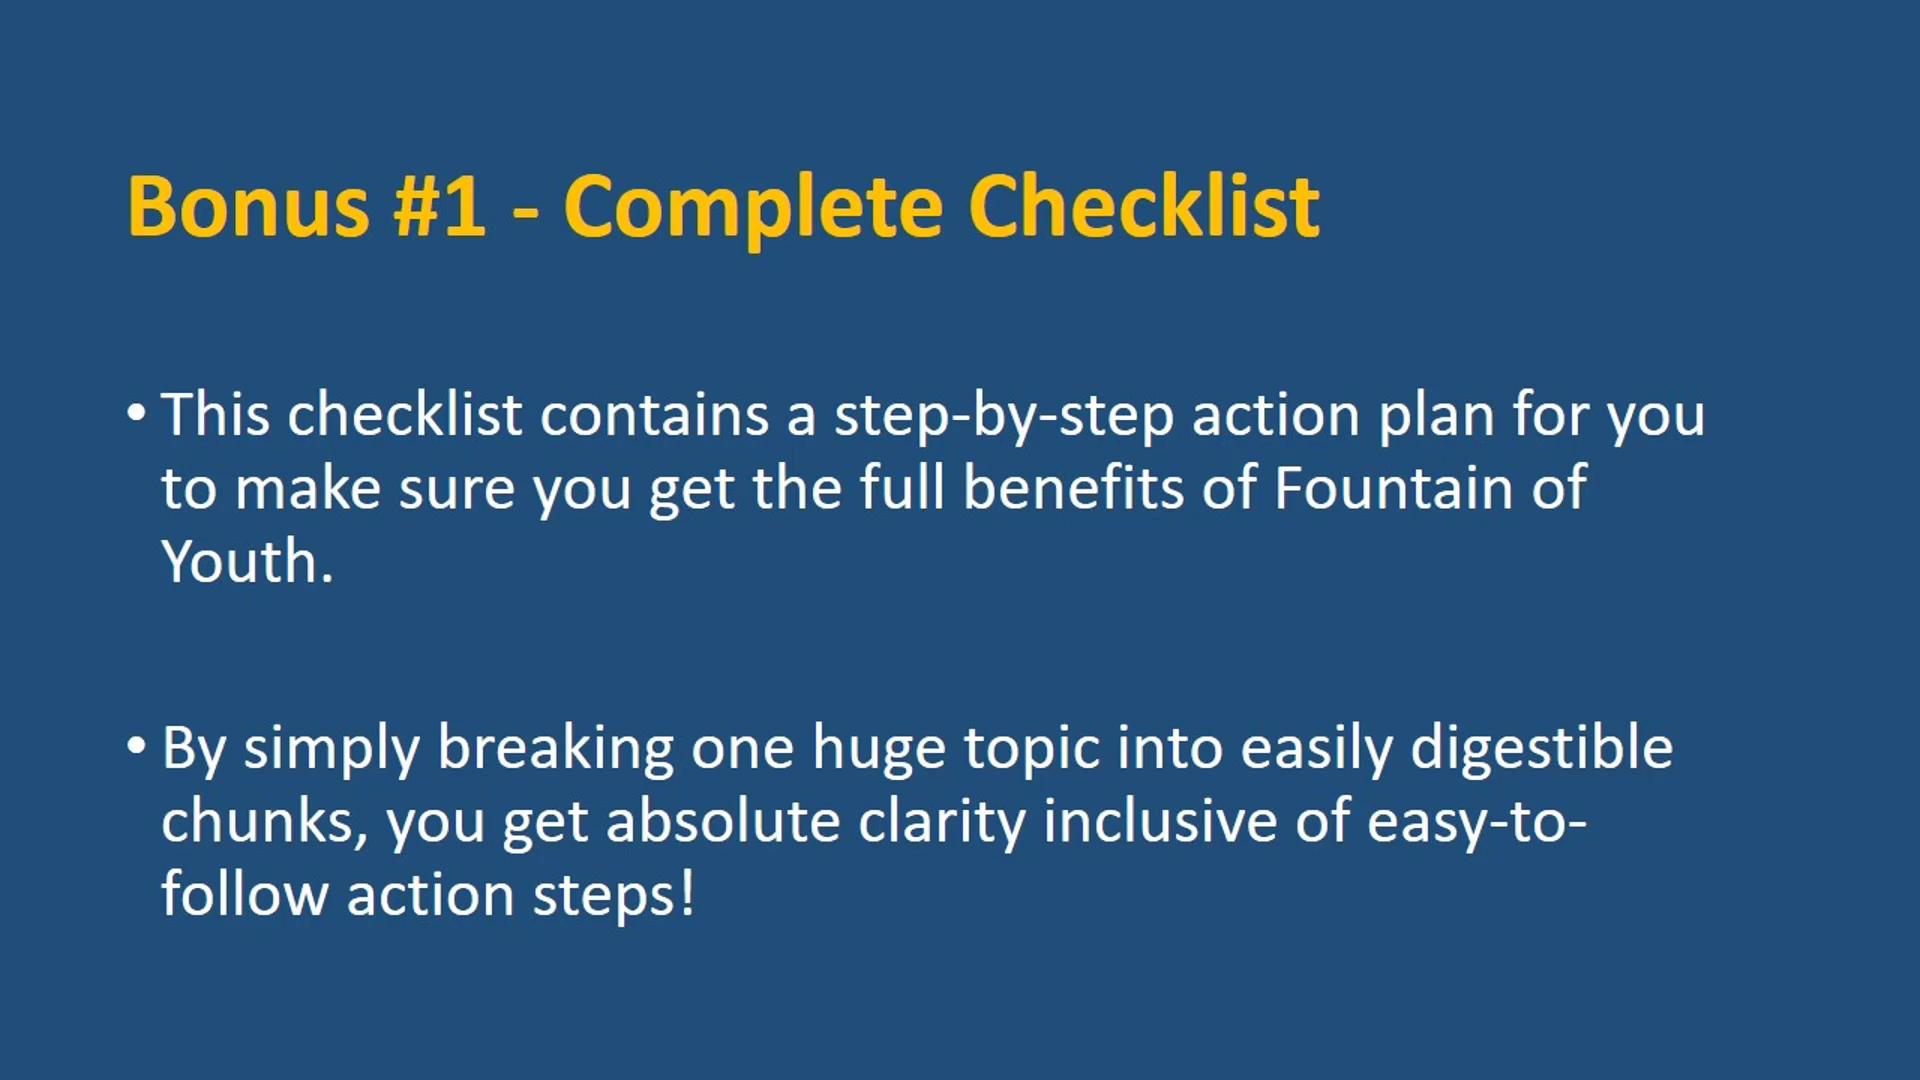 Bonus #1 - Complete Checklist
• This checklist contains a step-by-step action plan for you
to make sure you get the full benefits of Fountain of
Youth.
• By simply breaking one huge topic into easily digestible
chunks, you get absolute clarity inclusive of easy-to-
follow action steps!